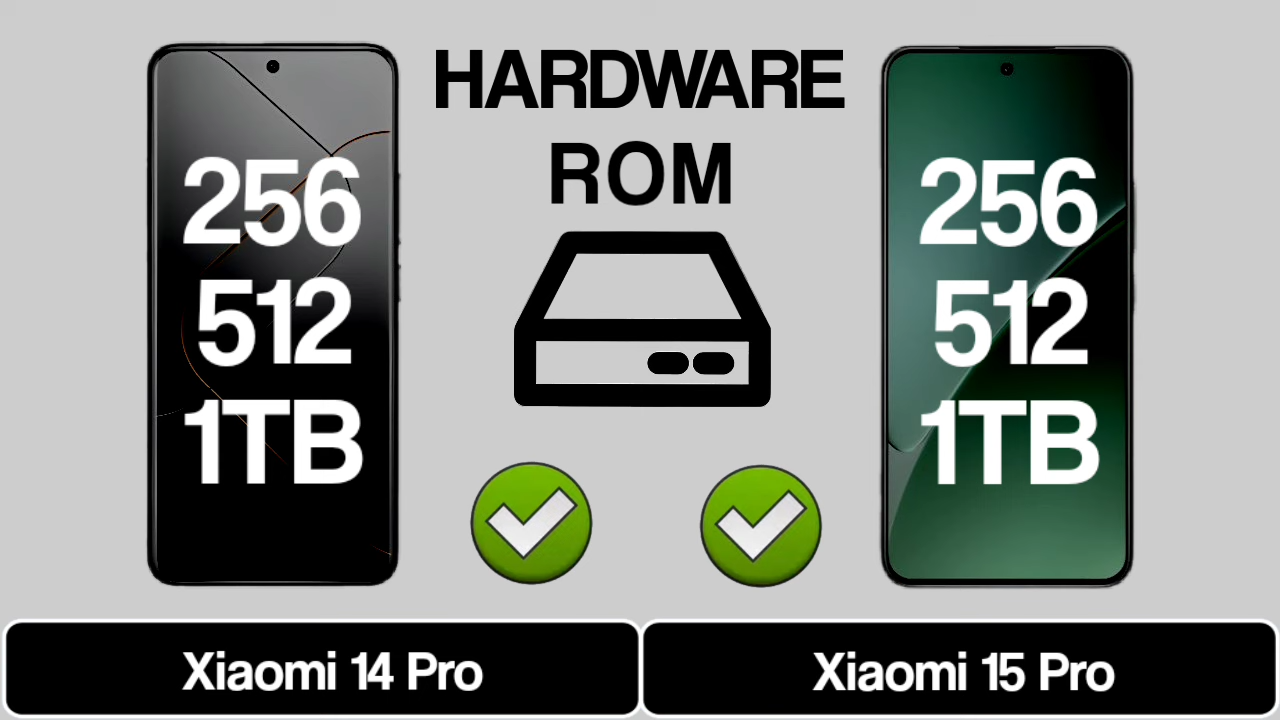 HARDWARE
ROM
256
512
1TB
256
512
1TB
Xiaomi 14 Pro
Xiaomi 15 Pro